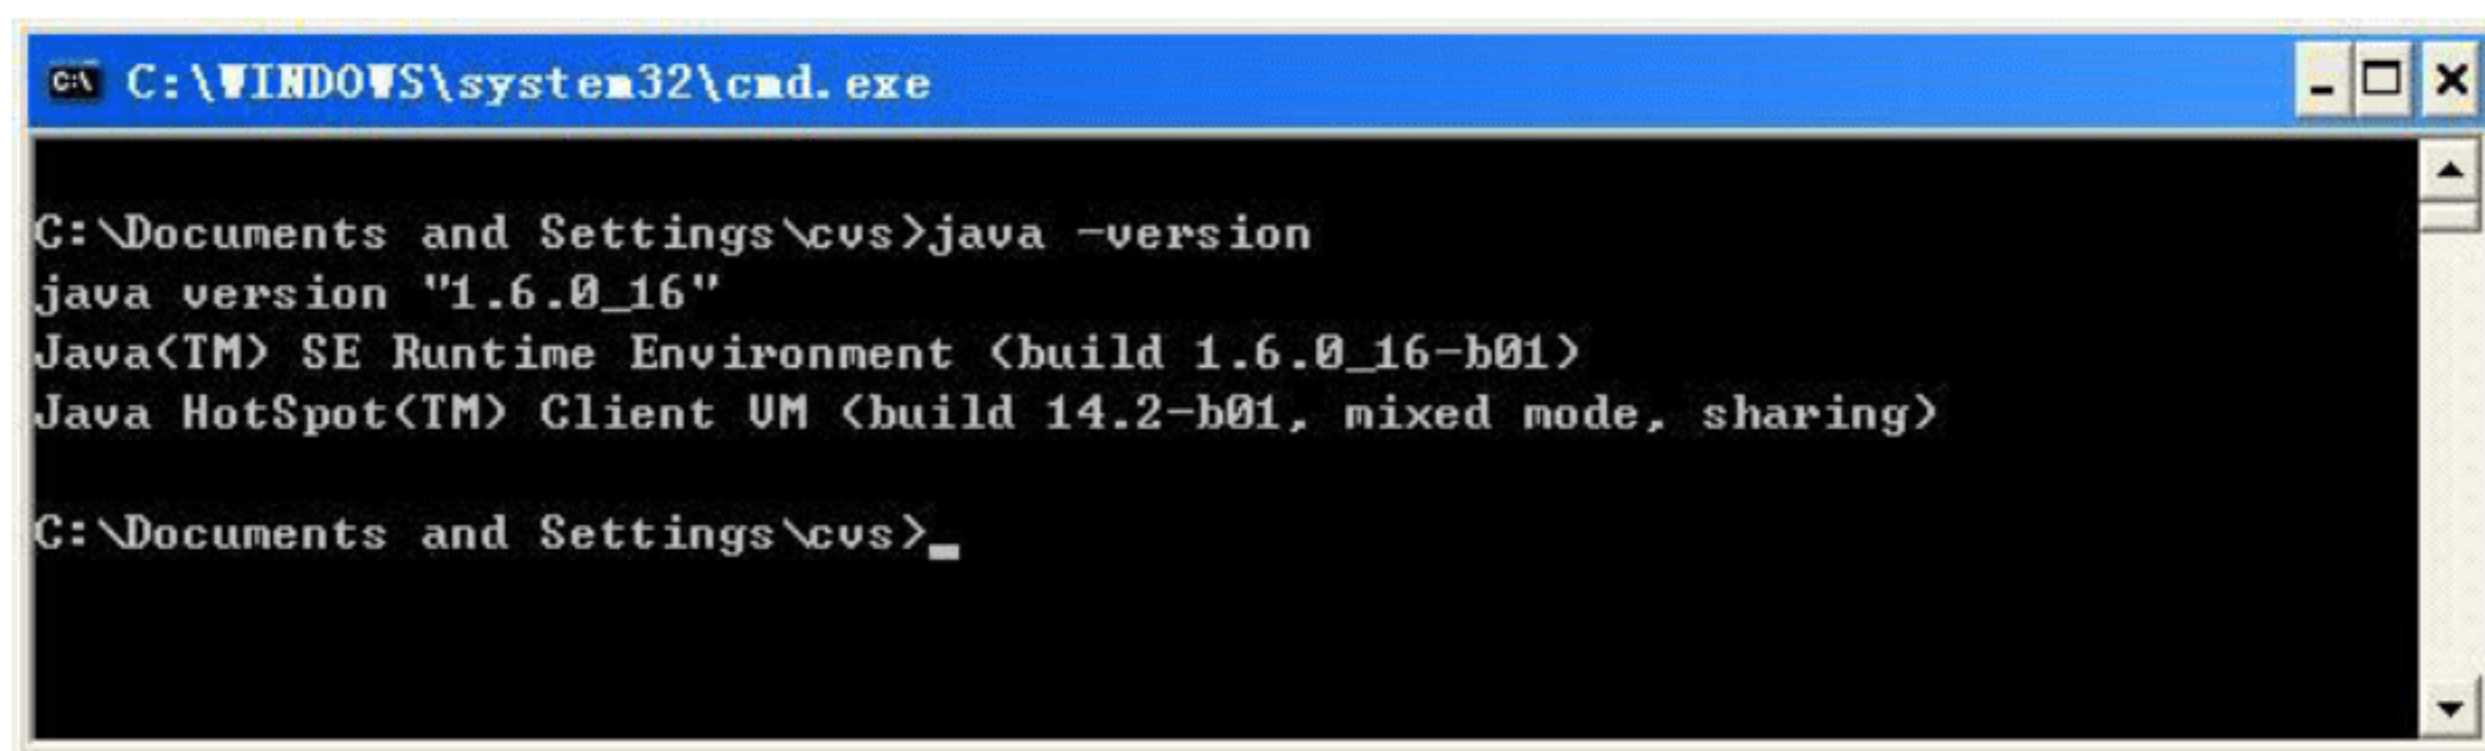 C:\WINDOWS\system32\cmd.exe
C:\Documents and Settings\cvs>java -version
java version "1.6.0_16"
Java(TM) SE Runtime Environment (build 1.6.0_16-b01)
Java HotSpot(TM) Client VM (build 14.2-b01, mixed mode, sharing)
C:\Documents and Settings\cvs>_